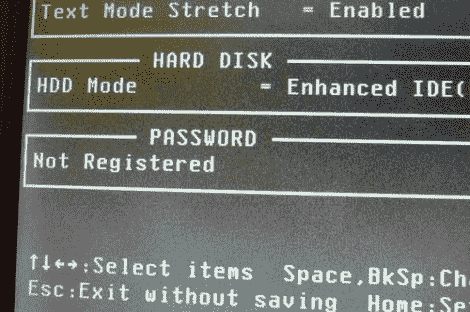 Text Mode Stretch = Enabled
HARD DISK
HDD Mode = Enhanced IDE(
PASSWORD
Not Registered
↑↓←→:Select items Space,BkSp:Ch
Esc:Exit without saving Home:Se